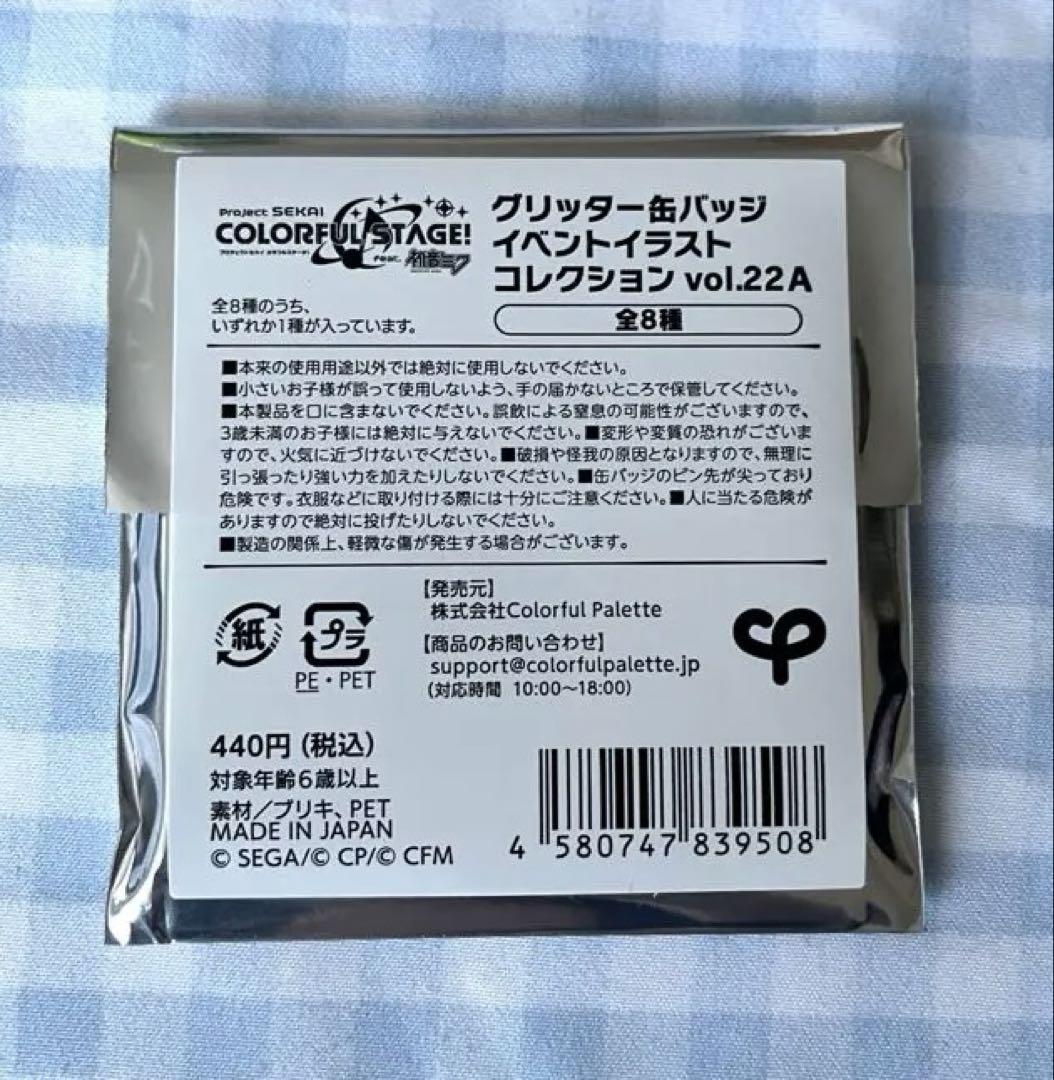 Project SEKAI
COLORFUL STAGE!
プロジェクトセカイ カラフルステージ!
feat. 初音ミク
グリッター缶バッジ
イベントイラスト
コレクション vol.22A
全8種
全8種のうち、
いずれか1種が入っています。
■本来の使用用途以外では絶対に使用しないでください。
■小さいお子様が誤って使用しないよう、手の届かないところで保管してください。
■本製品を口に含まないでください。誤飲による窒息の可能性がございますので、
3歳未満のお子様には絶対に与えないでください。■変形や変質の恐れがございま
すので、火気に近づけないでください。■破損や怪我の原因となりますので、無理に
引っ張ったり強い力を加えたりしないでください。■缶バッジのピン先が尖っており
危険です。衣服などに取り付ける際には十分にご注意ください。■人に当たる危険が
ありますので絶対に投げたりしないでください。
■製造の関係上、軽微な傷が発生する場合がございます。
紙
プラ
PE・PET
【発売元】
株式会社Colorful Palette
【商品のお問い合わせ】
support@colorfulpalette.jp
(対応時間 10:00～18:00)
440円(税込)
対象年齢6歳以上
素材/ブリキ、PET
MADE IN JAPAN
© SEGA/© CP/© CFM
4 580747 839508